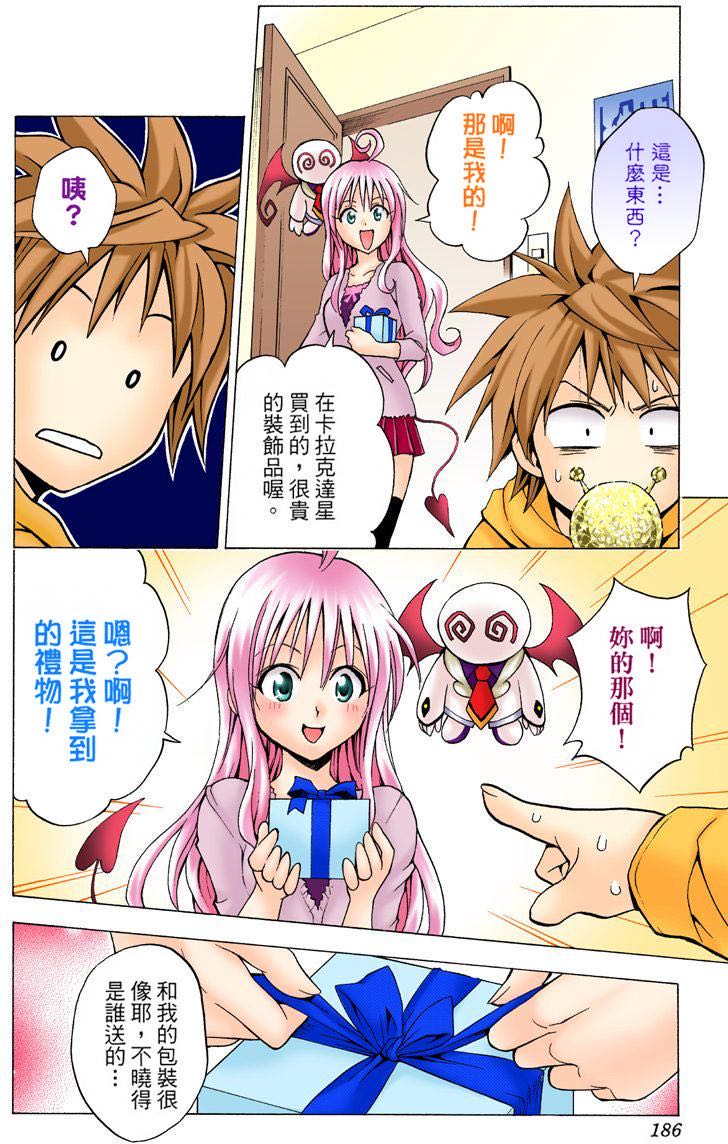 這是…
什麼東西？
啊！
那是我的！
在卡拉克達星
買到的，很貴
的裝飾品喔。
咦？
啊！
妳的那個！
嗯？啊！
這是我拿到
的禮物！
和我的包裝很
像耶，不曉得
是誰送的…
186